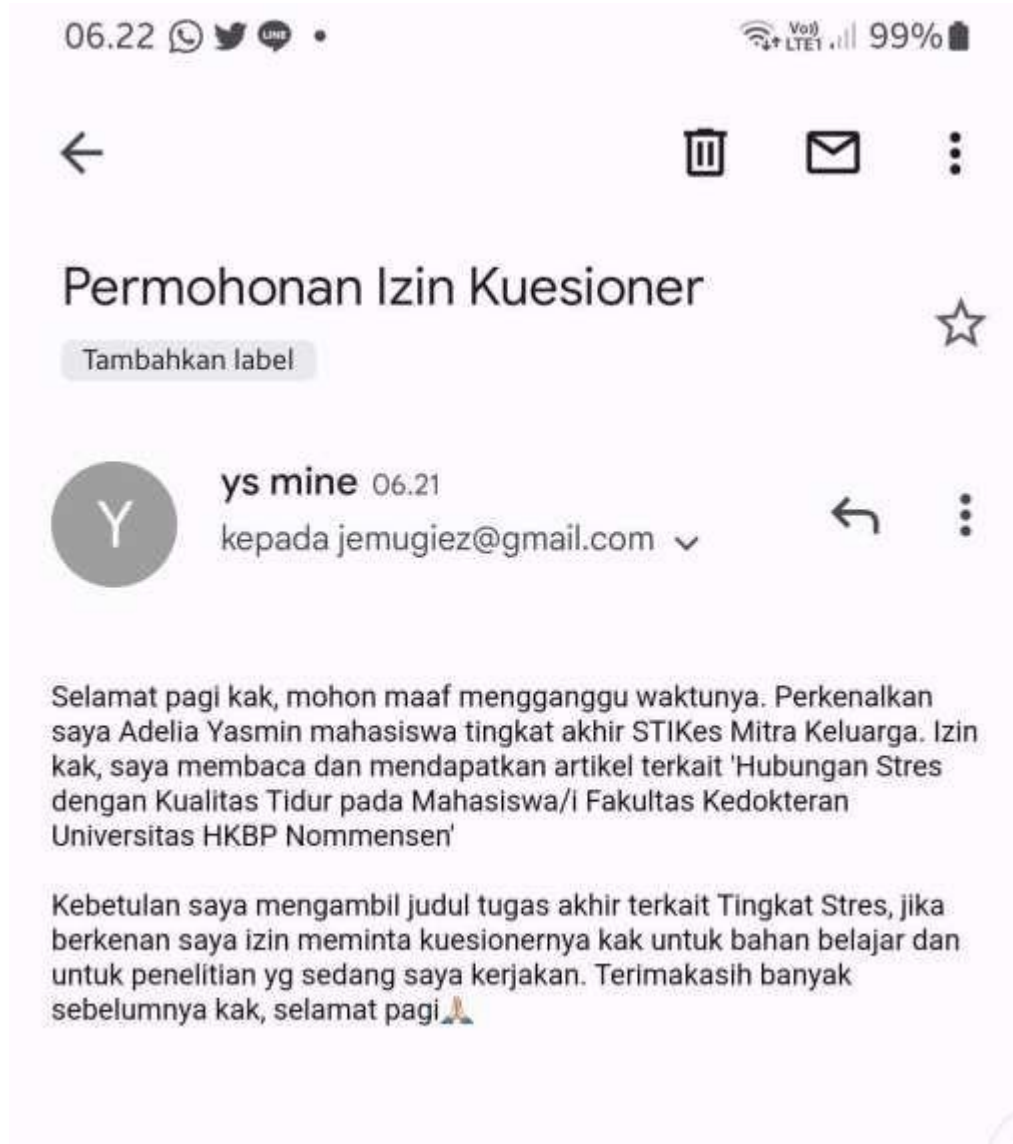 06.22 LINE VoLTE1 99%
Permohonan Izin Kuesioner
Tambahkan label
Y
ys mine 06.21
kepada jemugiez@gmail.com
Selamat pagi kak, mohon maaf mengganggu waktunya. Perkenalkan
saya Adelia Yasmin mahasiswa tingkat akhir STIKes Mitra Keluarga. Izin
kak, saya membaca dan mendapatkan artikel terkait 'Hubungan Stres
dengan Kualitas Tidur pada Mahasiswa/i Fakultas Kedokteran
Universitas HKBP Nommensen'
Kebetulan saya mengambil judul tugas akhir terkait Tingkat Stres, jika
berkenan saya izin meminta kuesionernya kak untuk bahan belajar dan
untuk penelitian yg sedang saya kerjakan. Terimakasih banyak
sebelumnya kak, selamat pagi🙏🏻